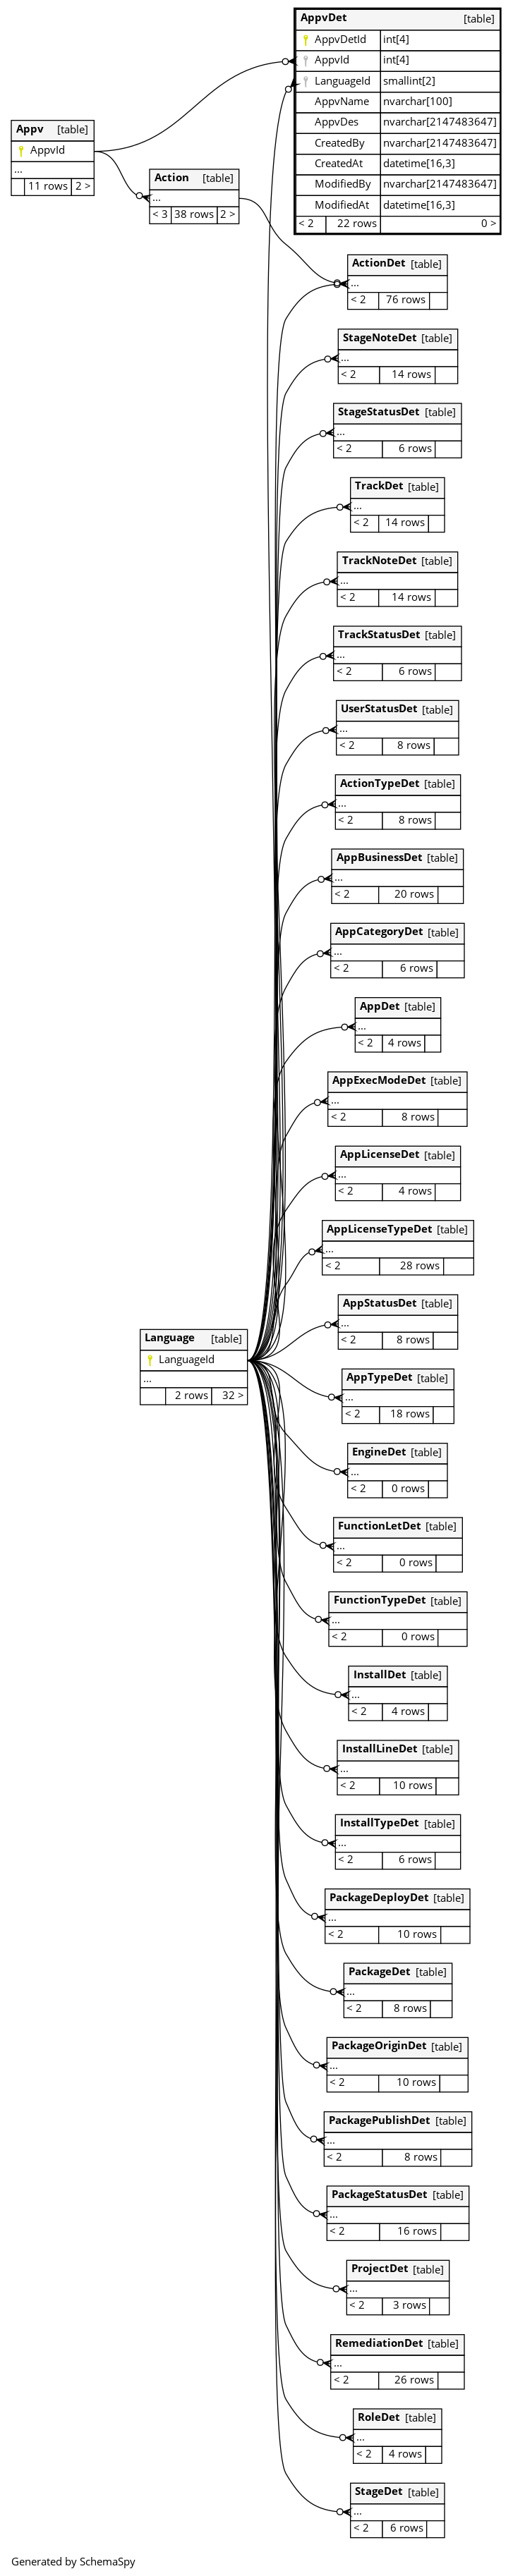 AppvDet [table]
AppvDetId int[4]
AppvId int[4]
LanguageId smallint[2]
AppvName nvarchar[100]
AppvDes nvarchar[2147483647]
CreatedBy nvarchar[2147483647]
CreatedAt datetime[16,3]
ModifiedBy nvarchar[2147483647]
ModifiedAt datetime[16,3]
< 2 22 rows 0 >
Appv [table]
AppvId
...
11 rows 2 >
Action [table]
...
< 3 38 rows 2 >
ActionDet [table]
...
< 2 76 rows
StageNoteDet [table]
...
< 2 14 rows
StageStatusDet [table]
...
< 2 6 rows
TrackDet [table]
...
< 2 14 rows
TrackNoteDet [table]
...
< 2 14 rows
TrackStatusDet [table]
...
< 2 6 rows
UserStatusDet [table]
...
< 2 8 rows
ActionTypeDet [table]
...
< 2 8 rows
AppBusinessDet [table]
...
< 2 20 rows
AppCategoryDet [table]
...
< 2 6 rows
AppDet [table]
...
< 2 4 rows
AppExecModeDet [table]
...
< 2 8 rows
AppLicenseDet [table]
...
< 2 4 rows
AppLicenseTypeDet [table]
...
< 2 28 rows
AppStatusDet [table]
...
< 2 8 rows
Language [table]
LanguageId
...
2 rows 32 >
AppTypeDet [table]
...
< 2 18 rows
EngineDet [table]
...
< 2 0 rows
FunctionLetDet [table]
...
< 2 0 rows
FunctionTypeDet [table]
...
< 2 0 rows
InstallDet [table]
...
< 2 4 rows
InstallLineDet [table]
...
< 2 10 rows
InstallTypeDet [table]
...
< 2 6 rows
PackageDeployDet [table]
...
< 2 10 rows
PackageDet [table]
...
< 2 8 rows
PackageOriginDet [table]
...
< 2 10 rows
PackagePublishDet [table]
...
< 2 8 rows
PackageStatusDet [table]
...
< 2 16 rows
ProjectDet [table]
...
< 2 3 rows
RemediationDet [table]
...
< 2 26 rows
RoleDet [table]
...
< 2 4 rows
StageDet [table]
...
< 2 6 rows
Generated by SchemaSpy